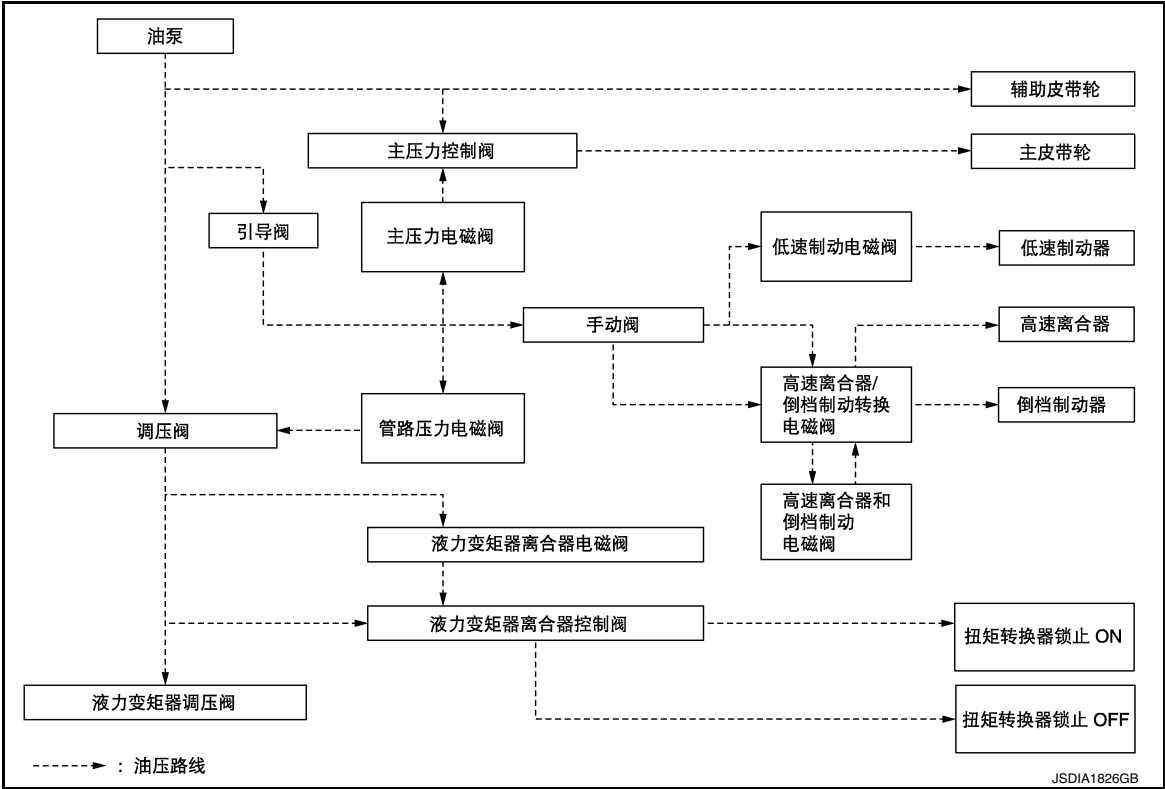 油泵
辅助皮带轮
主压力控制阀
主皮带轮
引导阀
主压力电磁阀
低速制动电磁阀
低速制动器
手动阀
高速离合器
高速离合器/
倒档制动转换
电磁阀
倒档制动器
调压阀
管路压力电磁阀
高速离合器和
倒档制动
电磁阀
液力变矩器离合器电磁阀
液力变矩器离合器控制阀
扭矩转换器锁止 ON
液力变矩器调压阀
扭矩转换器锁止 OFF
: 油压路线
JSDIA1826GB